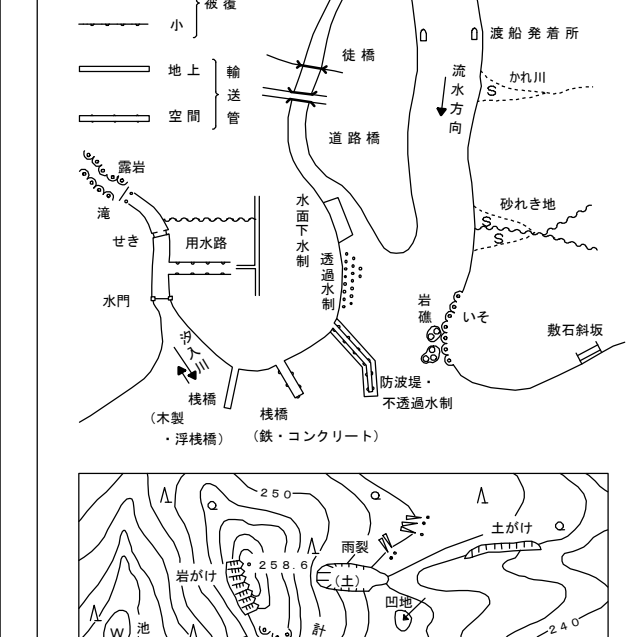 被覆
小
地上
空間
輸送管
徒橋
道路橋
渡船発着所
流水方向
かれ川
S
砂れき地
S
S
露岩
滝
せき
用水路
水門
水面下水制
透過水制
岩礁
いそ
敷石斜坂
汐入川
桟橋
(木製
・浮桟橋)
桟橋
(鉄・コンクリート)
防波堤・
不透過水制
250
雨裂
土がけ
岩がけ
258.6
(土)
凹地
W
池
計
240